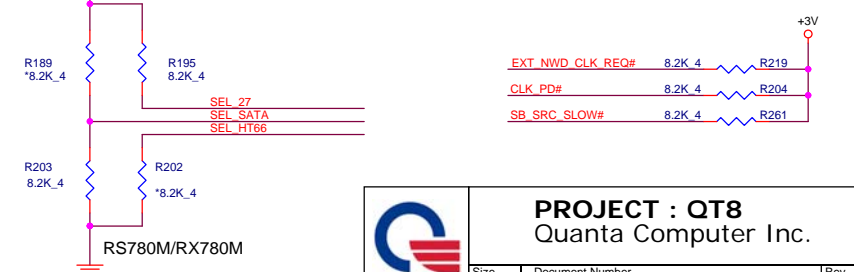 +3V
R189
*8.2K_4
R195
8.2K_4
EXT_NWD_CLK_REQ# 8.2K_4 R219
CLK_PD# 8.2K_4 R204
SB_SRC_SLOW# 8.2K_4 R261
SEL_27
SEL_SATA
SEL_HT66
R203
8.2K_4
R202
*8.2K_4
RS780M/RX780M
PROJECT : QT8
Quanta Computer Inc.
Size Document Number Rev